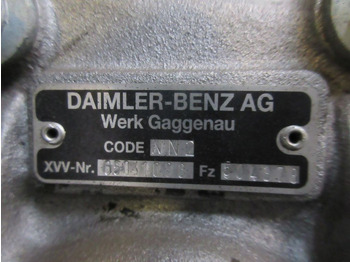 DAIMLER-BENZ AG
Werk Gaggenau
CODE
XVV-Nr. Fz